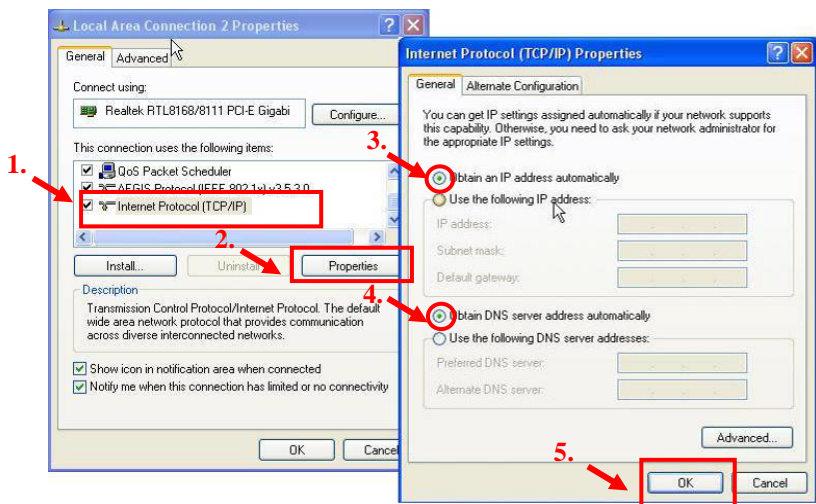 Local Area Connection 2 Properties
General Advanced
Connect using:
Realtek RTL8168/8111 PCI-E Gigabi
Configure...
This connection uses the following items:
1.
QoS Packet Scheduler
AEGIS Protocol (IEEE 802.1x) v3.5.3.0
Internet Protocol (TCP/IP)
2.
Install... Uninstall Properties
Description
Transmission Control Protocol/Internet Protocol. The default
wide area network protocol that provides communication
across diverse interconnected networks.
Show icon in notification area when connected
Notify me when this connection has limited or no connectivity
OK Cancel
Internet Protocol (TCP/IP) Properties
General Alternate Configuration
You can get IP settings assigned automatically if your network supports
this capability. Otherwise, you need to ask your network administrator for
the appropriate IP settings.
3.
Obtain an IP address automatically
Use the following IP address:
IP address:
Subnet mask:
Default gateway:
4.
Obtain DNS server address automatically
Use the following DNS server addresses:
Preferred DNS server:
Alternate DNS server:
Advanced...
5.
OK Cancel